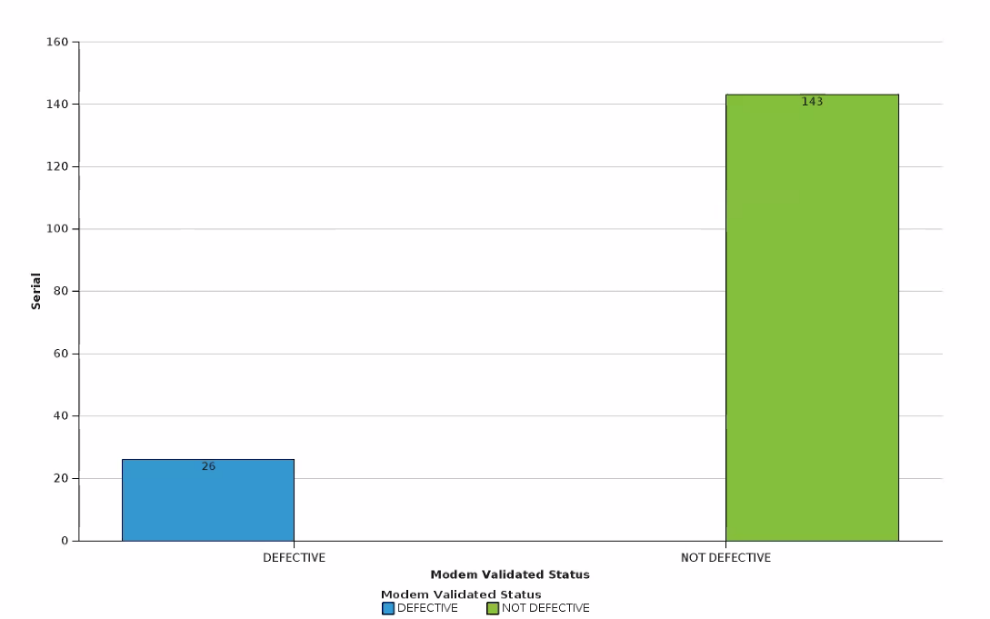 160
140
143
120
100
Serial
80
60
40
26
20
0
DEFECTIVE
NOT DEFECTIVE
Modem Validated Status
Modem Validated Status
DEFECTIVE
NOT DEFECTIVE